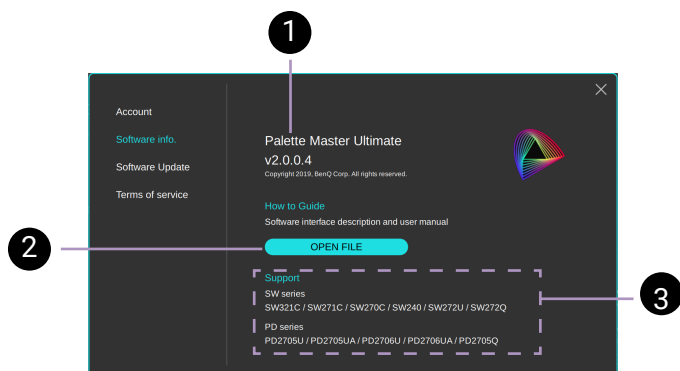 1
Account
Software info.
Software Update
Terms of service
Palette Master Ultimate
v2.0.0.4
Copyright 2019, BenQ Corp. All rights reserved.
How to Guide
Software interface description and user manual
2
OPEN FILE
Support
SW series
SW321C / SW271C / SW270C / SW240 / SW272U / SW272Q
3
PD series
PD2705U / PD2705UA / PD2706U / PD2706UA / PD2705Q